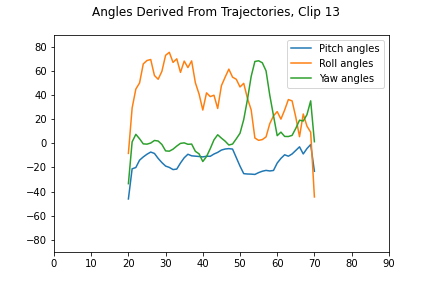 Angles Derived From Trajectories, Clip 13
Pitch angles
Roll angles
Yaw angles
80
60
40
20
0
−20
−40
−60
−80
0 10 20 30 40 50 60 70 80 90